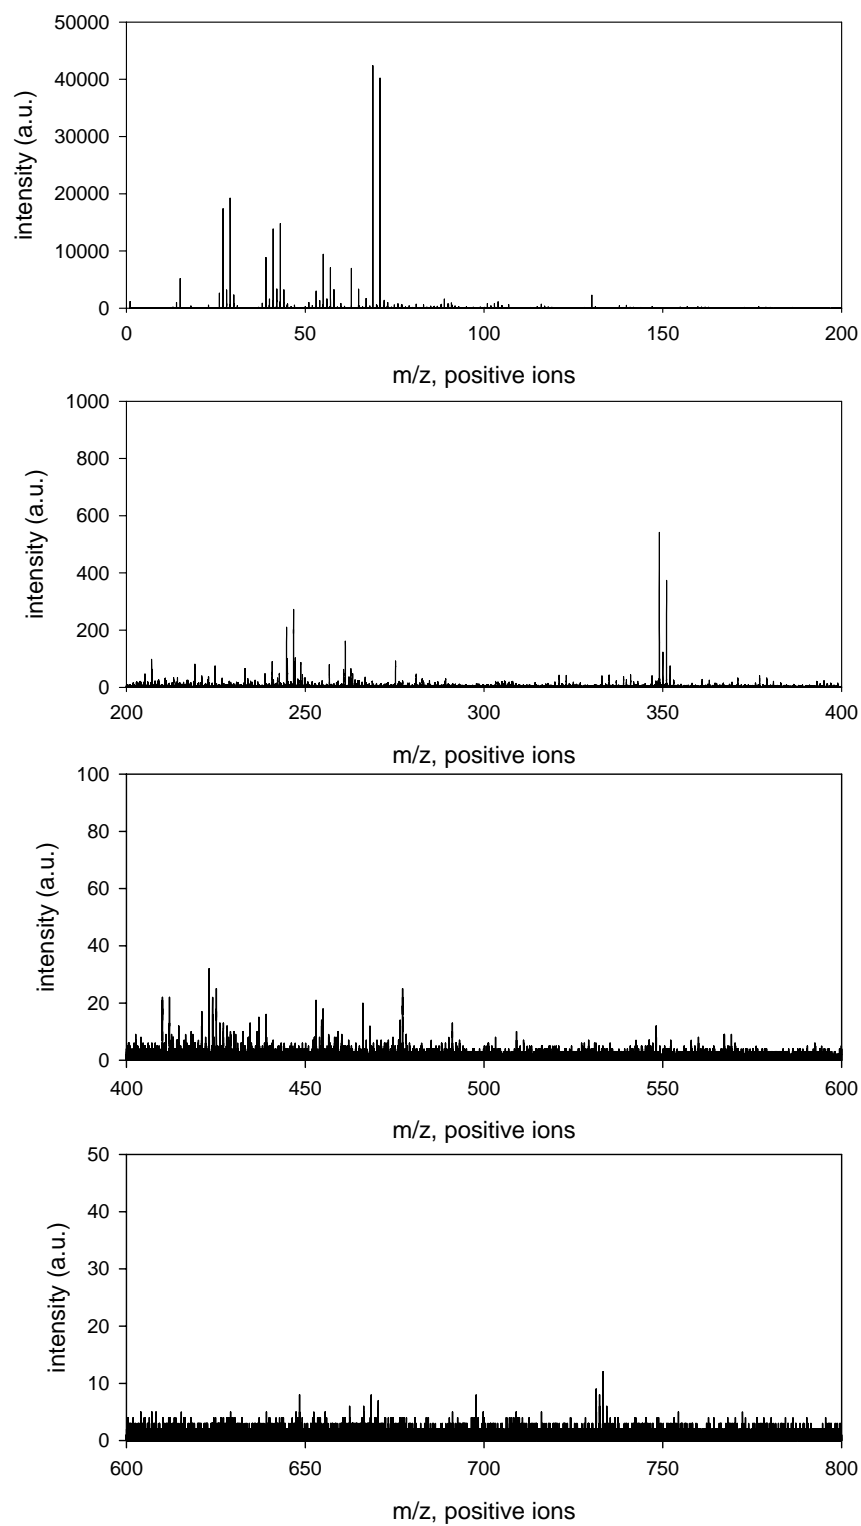 50000
40000
30000
20000
10000
0
intensity (a.u.)
0 50 100 150 200
m/z, positive ions
1000
800
600
400
200
0
intensity (a.u.)
200 250 300 350 400
m/z, positive ions
100
80
60
40
20
0
intensity (a.u.)
400 450 500 550 600
m/z, positive ions
50
40
30
20
10
0
intensity (a.u.)
600 650 700 750 800
m/z, positive ions